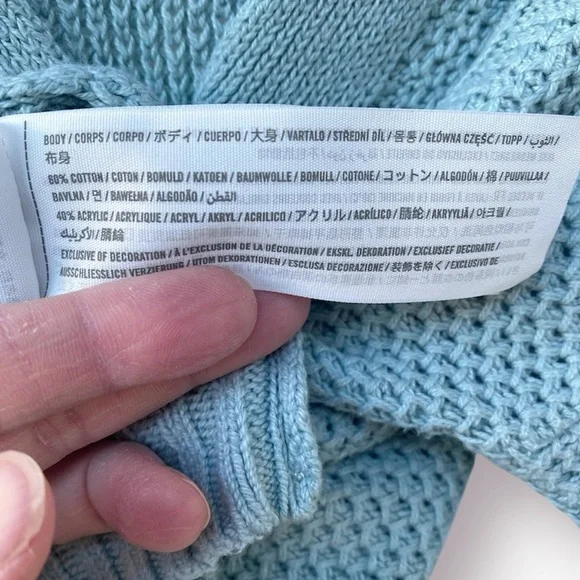 BODY / CORPS / CORPO / ボディ / CUERPO / 大身 / VARTALO / STŘEDNÍ DÍL / 몸통 / GŁÓWNA CZĘŚĆ / TOPP / الثوب /
布身
60% COTTON / COTON / BOMULD / KATOEN / BAUMWOLLE / BOMULL / COTONE / コットン / ALGODÓN / 棉 / PUUVILLAA /
BAVLNA / 면 / BAWEŁNA / ALGODÃO / القطن
40% ACRYLIC / ACRYLIQUE / ACRYL / AKRYL / ACRILICO / アクリル / ACRÍLICO / 腈纶 / AKRYYLIÄ / 아크릴 /
الأكريليك / 腈綸
EXCLUSIVE OF DECORATION / À L'EXCLUSION DE LA DÉCORATION / EKSKL. DEKORATION / EXCLUSIEF DECORATIE /
AUSSCHLIESSLICH VERZIERUNG / UTOM DEKORATIONEN / ESCLUSA DECORAZIONE / 装飾を除く / EXCLUSIVO DE